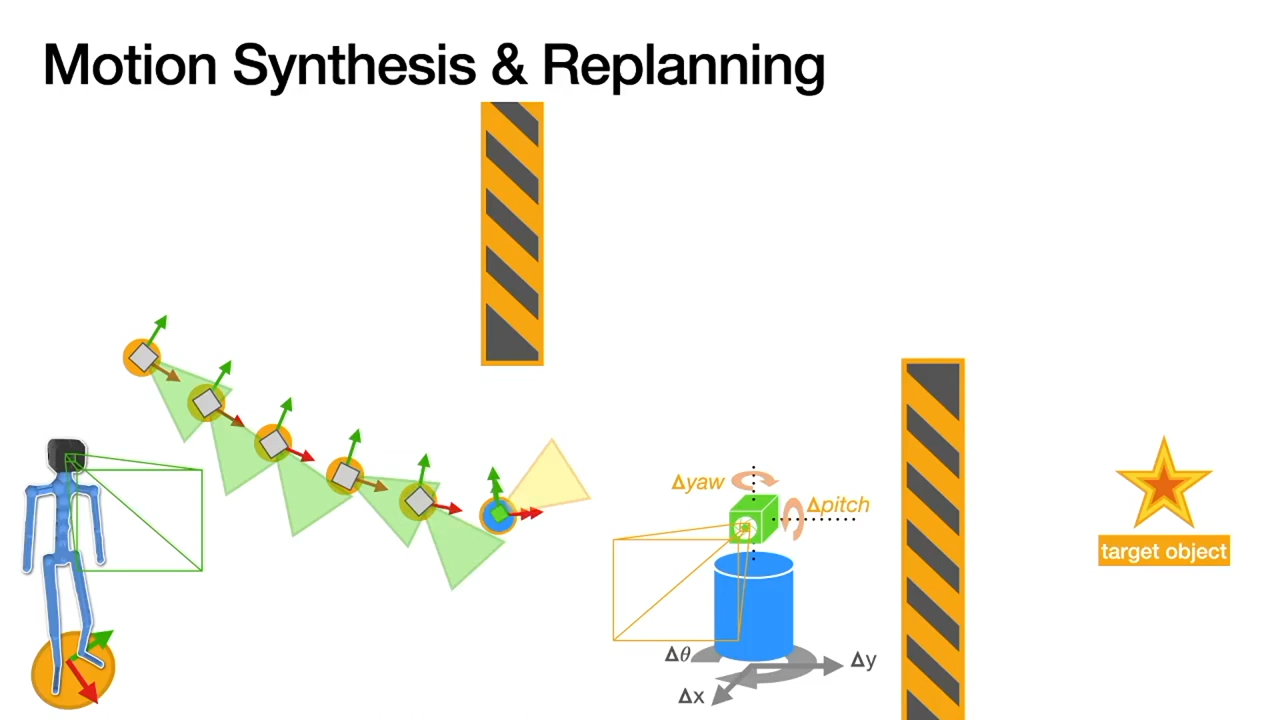 Motion Synthesis & Replanning
Δyaw
Δpitch
target object
Δθ
Δy
Δx